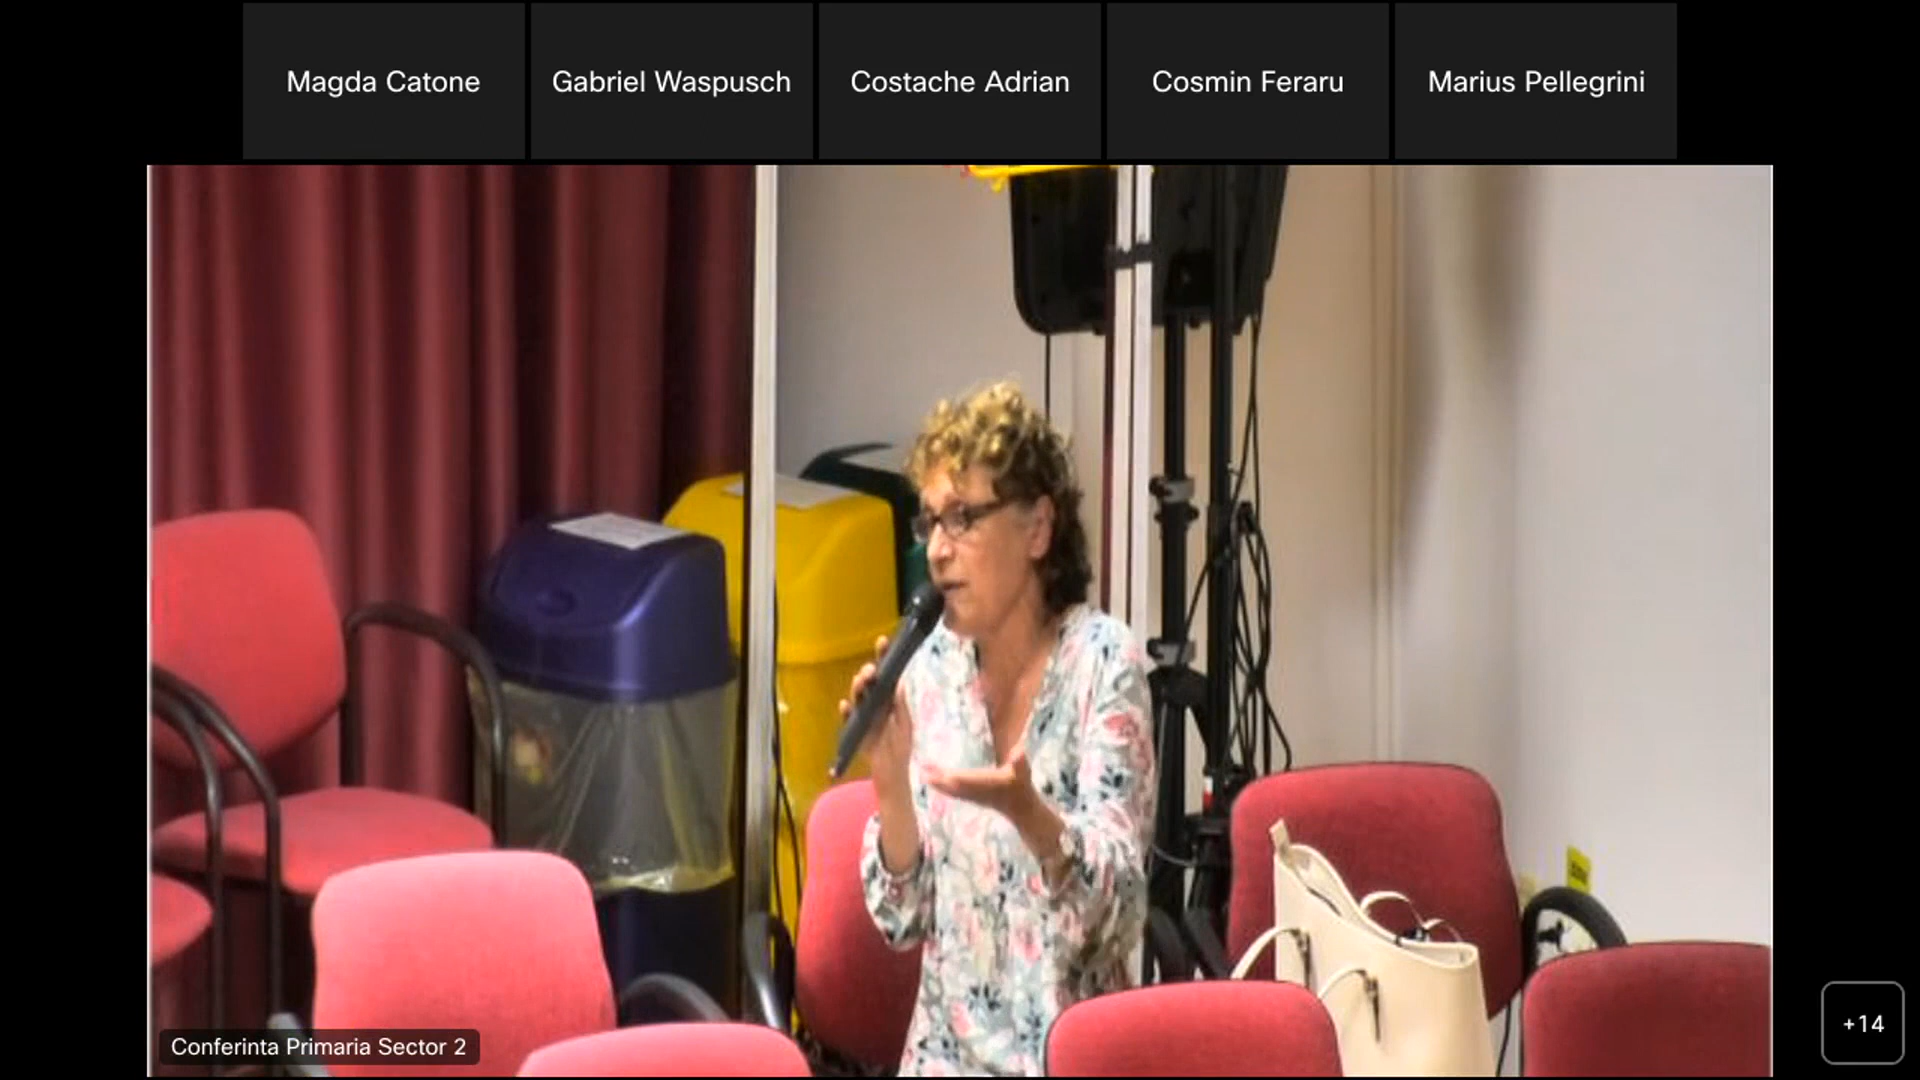 Magda Catone
Gabriel Waspusch
Costache Adrian
Cosmin Feraru
Marius Pellegrini
Conferinta Primaria Sector 2
+14